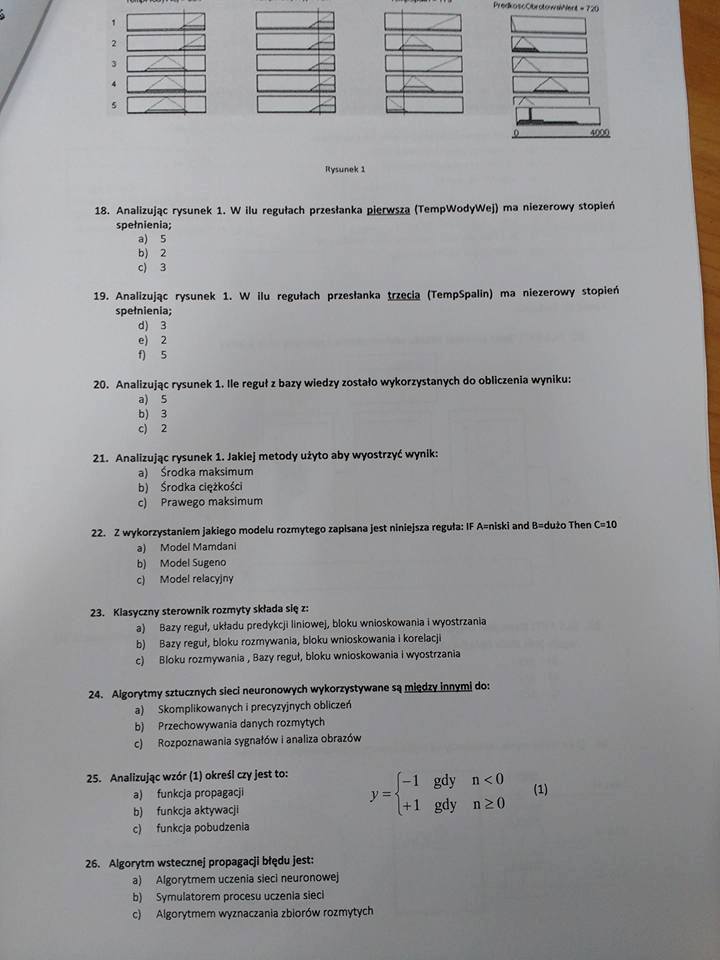 PredkoscObrotowaWent = 720
1
2
3
4
5
0 4000
Rysunek 1
18. Analizując rysunek 1. W ilu regułach przesłanka pierwsza (TempWodyWej) ma niezerowy stopień
spełnienia;
a) 5
b) 2
c) 3
19. Analizując rysunek 1. W ilu regułach przesłanka trzecia (TempSpalin) ma niezerowy stopień
spełnienia;
d) 3
e) 2
f) 5
20. Analizując rysunek 1. Ile reguł z bazy wiedzy zostało wykorzystanych do obliczenia wyniku:
a) 5
b) 3
c) 2
21. Analizując rysunek 1. Jakiej metody użyto aby wyostrzyć wynik:
a) Środka maksimum
b) Środka ciężkości
c) Prawego maksimum
22. Z wykorzystaniem jakiego modelu rozmytego zapisana jest niniejsza reguła: IF A=niski and B=dużo Then C=10
a) Model Mamdani
b) Model Sugeno
c) Model relacyjny
23. Klasyczny sterownik rozmyty składa się z:
a) Bazy reguł, układu predykcji liniowej, bloku wnioskowania i wyostrzania
b) Bazy reguł, bloku rozmywania, bloku wnioskowania i korelacji
c) Bloku rozmywania , Bazy reguł, bloku wnioskowania i wyostrzania
24. Algorytmy sztucznych sieci neuronowych wykorzystywane są między innymi do:
a) Skomplikowanych i precyzyjnych obliczeń
b) Przechowywania danych rozmytych
c) Rozpoznawania sygnałów i analiza obrazów
25. Analizując wzór (1) określ czy jest to:
a) funkcja propagacji
b) funkcja aktywacji
c) funkcja pobudzenia
y = { -1 gdy n < 0
+1 gdy n ≥ 0 (1)
26. Algorytm wstecznej propagacji błędu jest:
a) Algorytmem uczenia sieci neuronowej
b) Symulatorem procesu uczenia sieci
c) Algorytmem wyznaczania zbiorów rozmytych